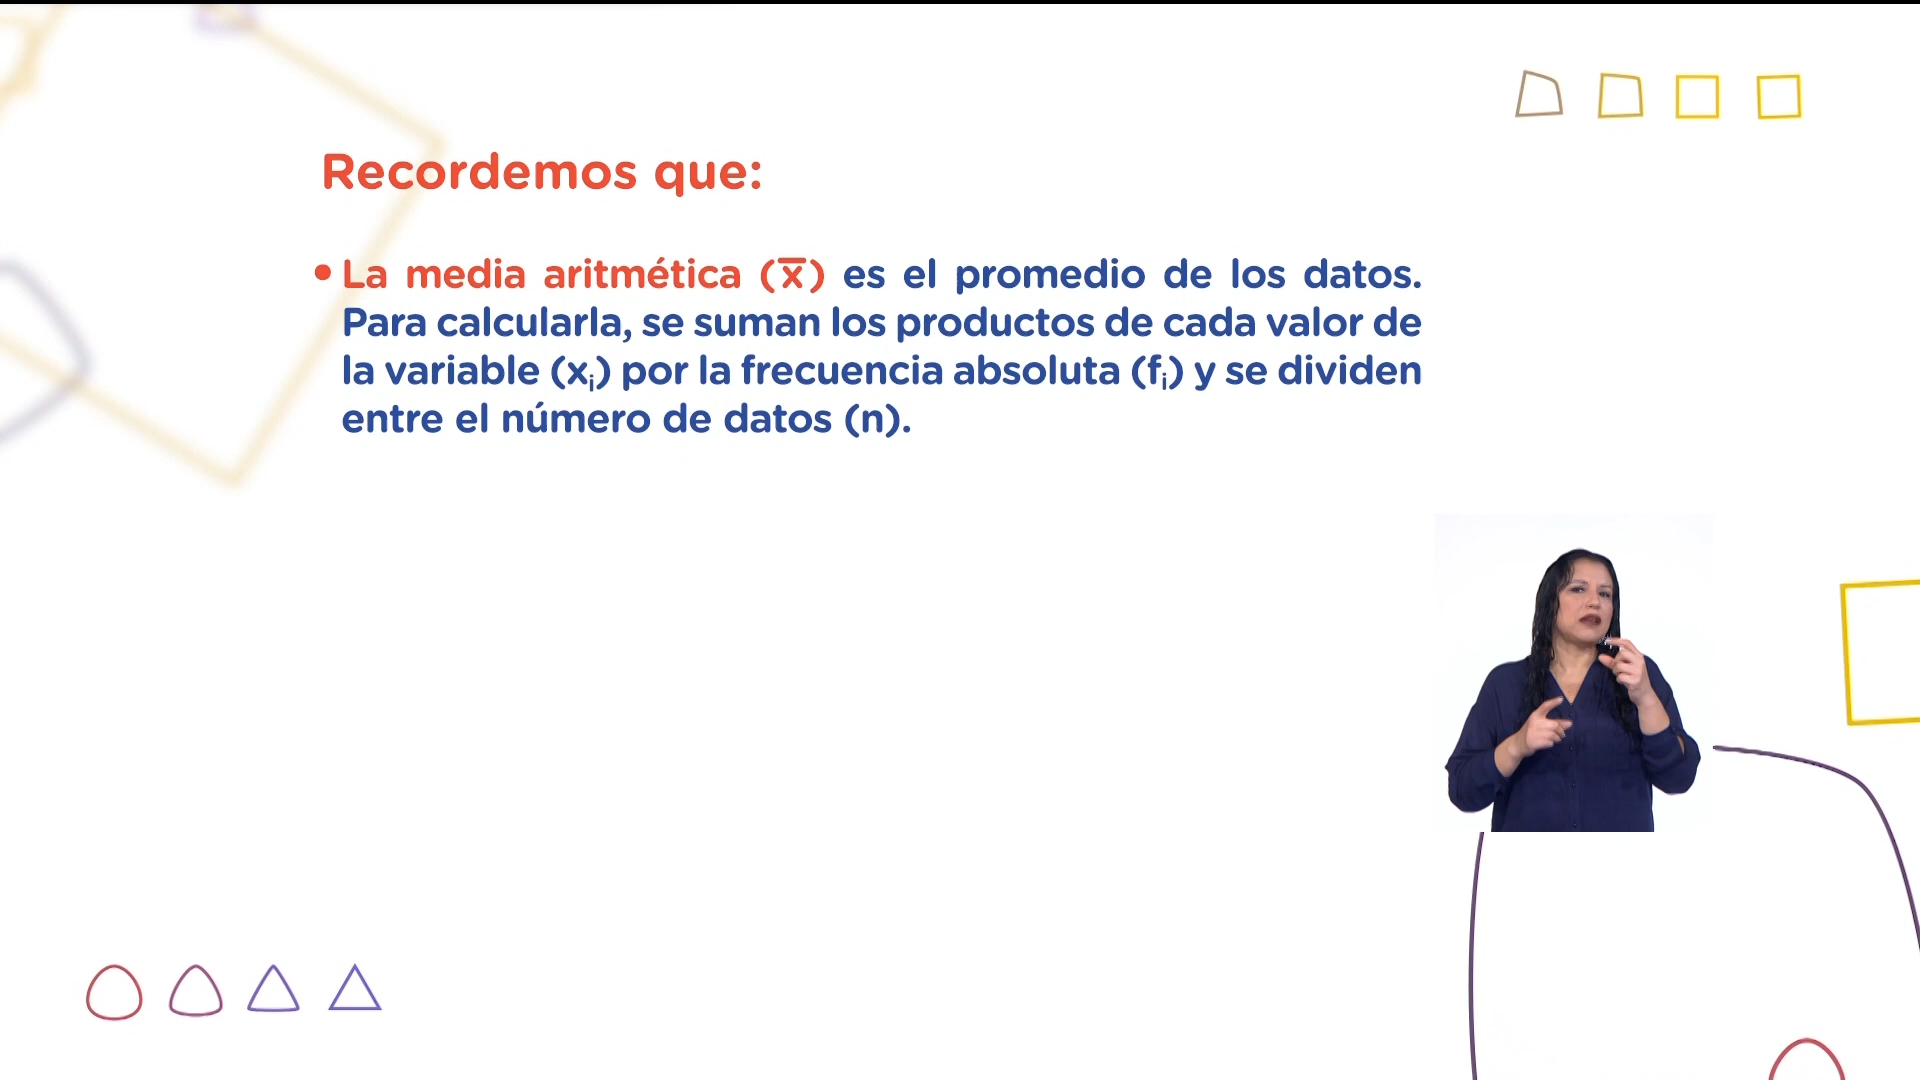 Recordemos que:
• La media aritmética (x̅) es el promedio de los datos.
Para calcularla, se suman los productos de cada valor de
la variable (xᵢ) por la frecuencia absoluta (fᵢ) y se dividen
entre el número de datos (n).